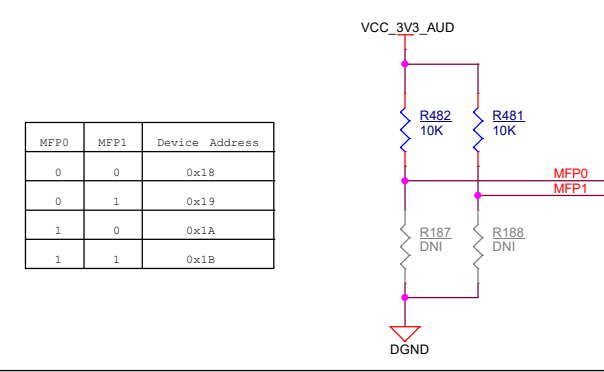 VCC_3V3_AUD
R482
10K
R481
10K
MFP0 MFP1 Device Address
0 0 0x18
0 1 0x19
1 0 0x1A
1 1 0x1B
MFP0
MFP1
R187
DNI
R188
DNI
DGND